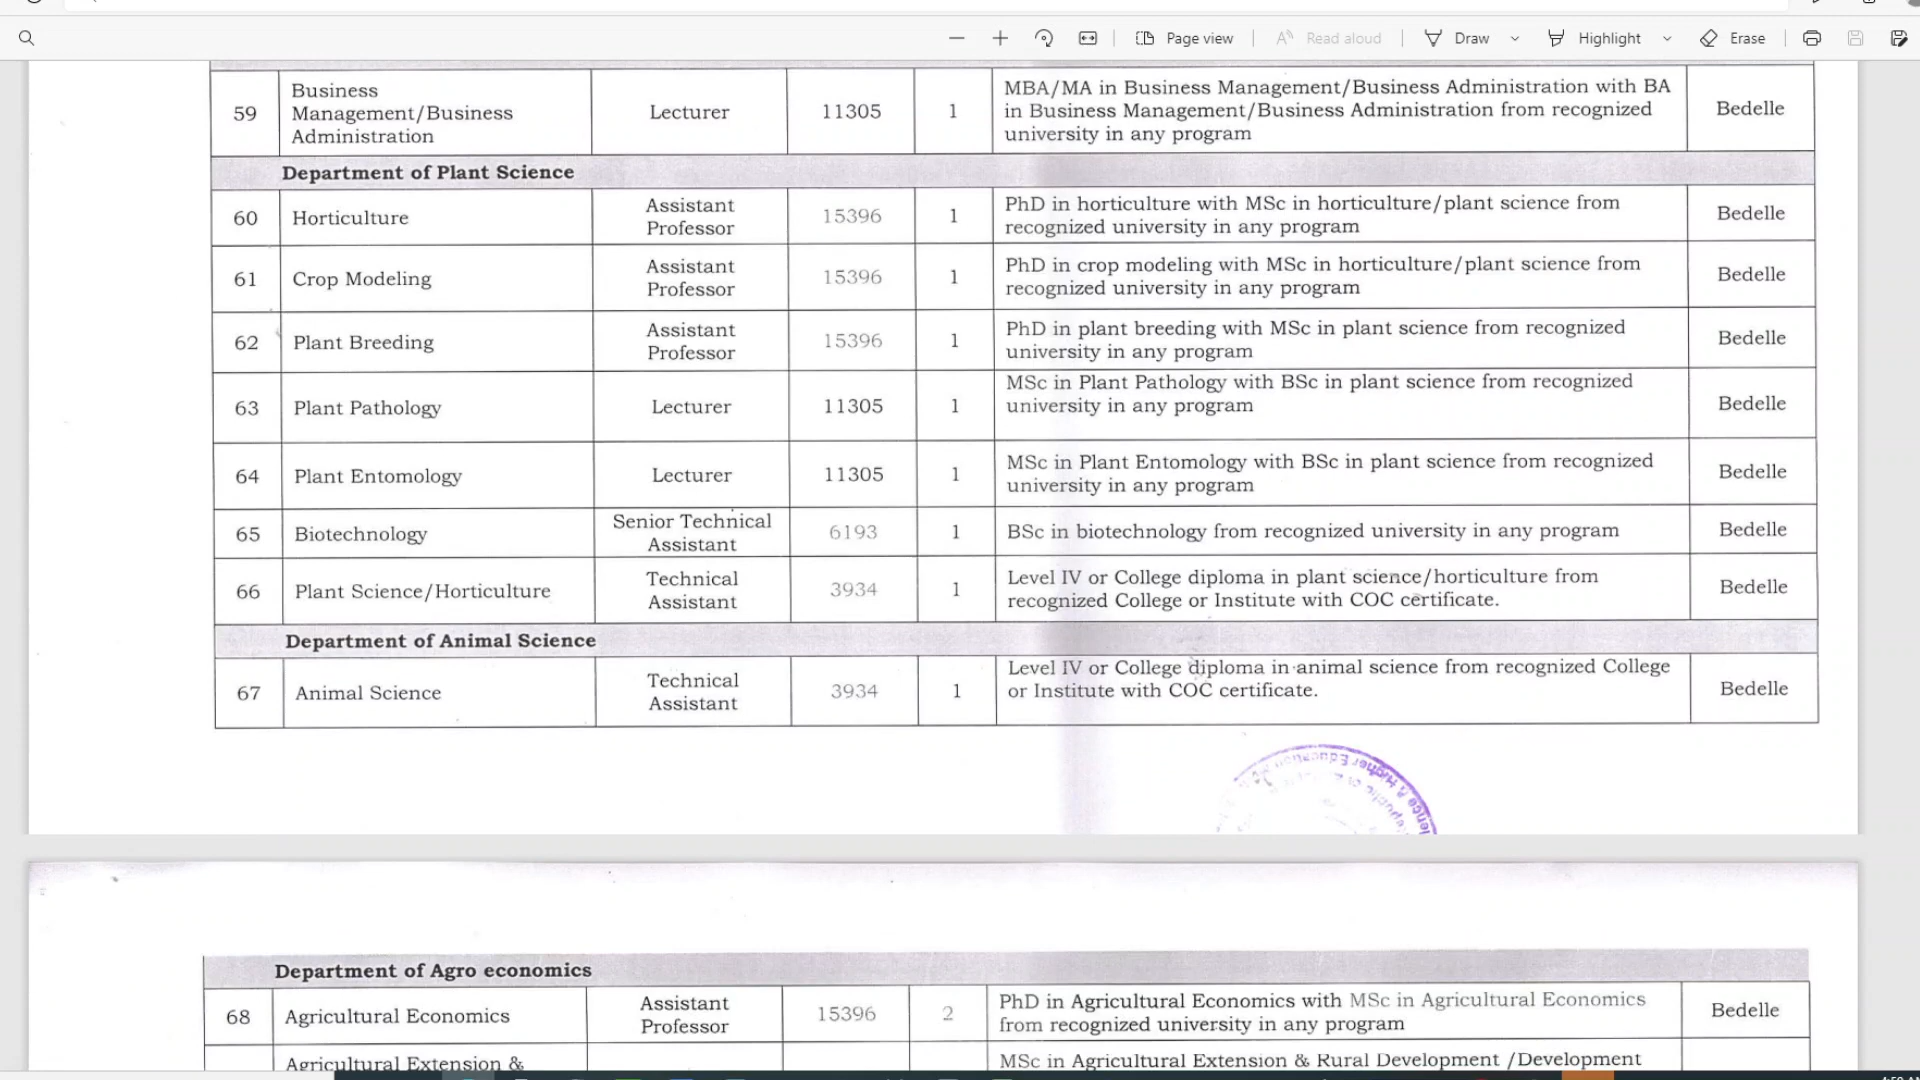 Page view
Read aloud
Draw
Highlight
Erase
59 Business Management/Business Administration Lecturer 11305 1 MBA/MA in Business Management/Business Administration with BA in Business Management/Business Administration from recognized university in any program Bedelle
Department of Plant Science
60 Horticulture Assistant Professor 15396 1 PhD in horticulture with MSc in horticulture/plant science from recognized university in any program Bedelle
61 Crop Modeling Assistant Professor 15396 1 PhD in crop modeling with MSc in horticulture/plant science from recognized university in any program Bedelle
62 Plant Breeding Assistant Professor 15396 1 PhD in plant breeding with MSc in plant science from recognized university in any program Bedelle
63 Plant Pathology Lecturer 11305 1 MSc in Plant Pathology with BSc in plant science from recognized university in any program Bedelle
64 Plant Entomology Lecturer 11305 1 MSc in Plant Entomology with BSc in plant science from recognized university in any program Bedelle
65 Biotechnology Senior Technical Assistant 6193 1 BSc in biotechnology from recognized university in any program Bedelle
66 Plant Science/Horticulture Technical Assistant 3934 1 Level IV or College diploma in plant science/horticulture from recognized College or Institute with COC certificate. Bedelle
Department of Animal Science
67 Animal Science Technical Assistant 3934 1 Level IV or College diploma in animal science from recognized College or Institute with COC certificate. Bedelle
Higher Education
Department of Agro economics
68 Agricultural Economics Assistant Professor 15396 2 PhD in Agricultural Economics with MSc in Agricultural Economics from recognized university in any program Bedelle
Agricultural Extension & MSc in Agricultural Extension & Rural Development /Development